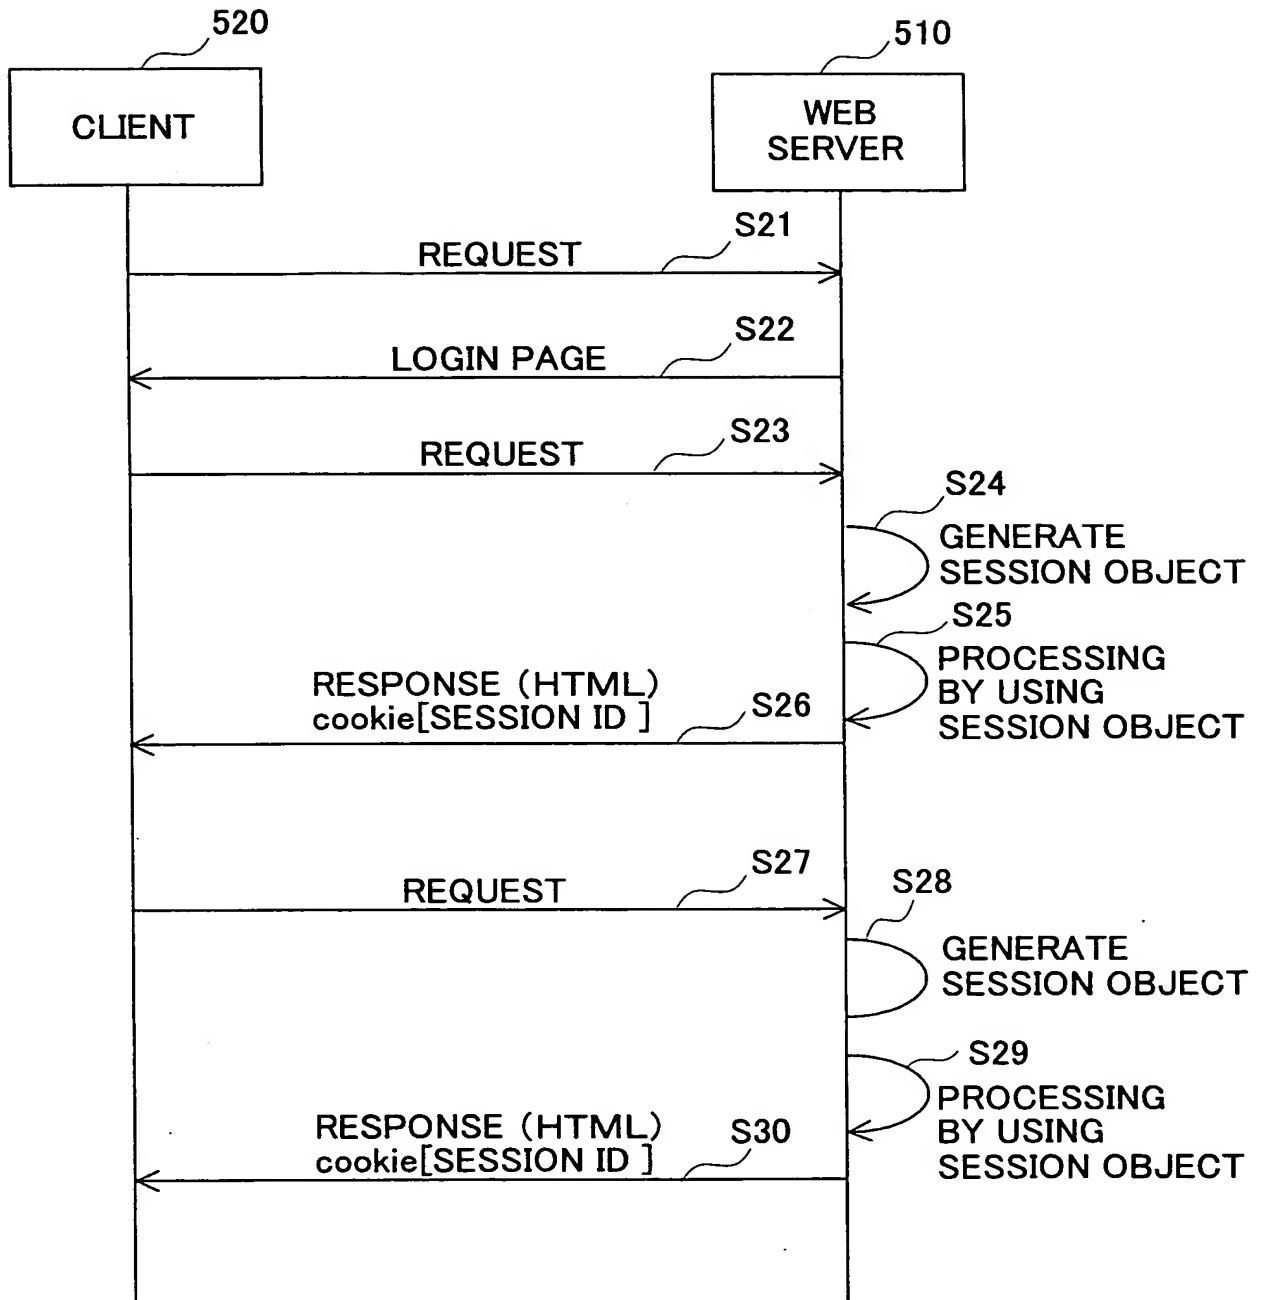 520
510
CLIENT
WEB
SERVER
S21
REQUEST
S22
LOGIN PAGE
S23
REQUEST
S24
GENERATE
SESSION OBJECT
S25
PROCESSING
BY USING
SESSION OBJECT
RESPONSE (HTML)
cookie[SESSION ID ]
S26
S27
REQUEST
S28
GENERATE
SESSION OBJECT
S29
PROCESSING
BY USING
SESSION OBJECT
RESPONSE (HTML)
cookie[SESSION ID ]
S30